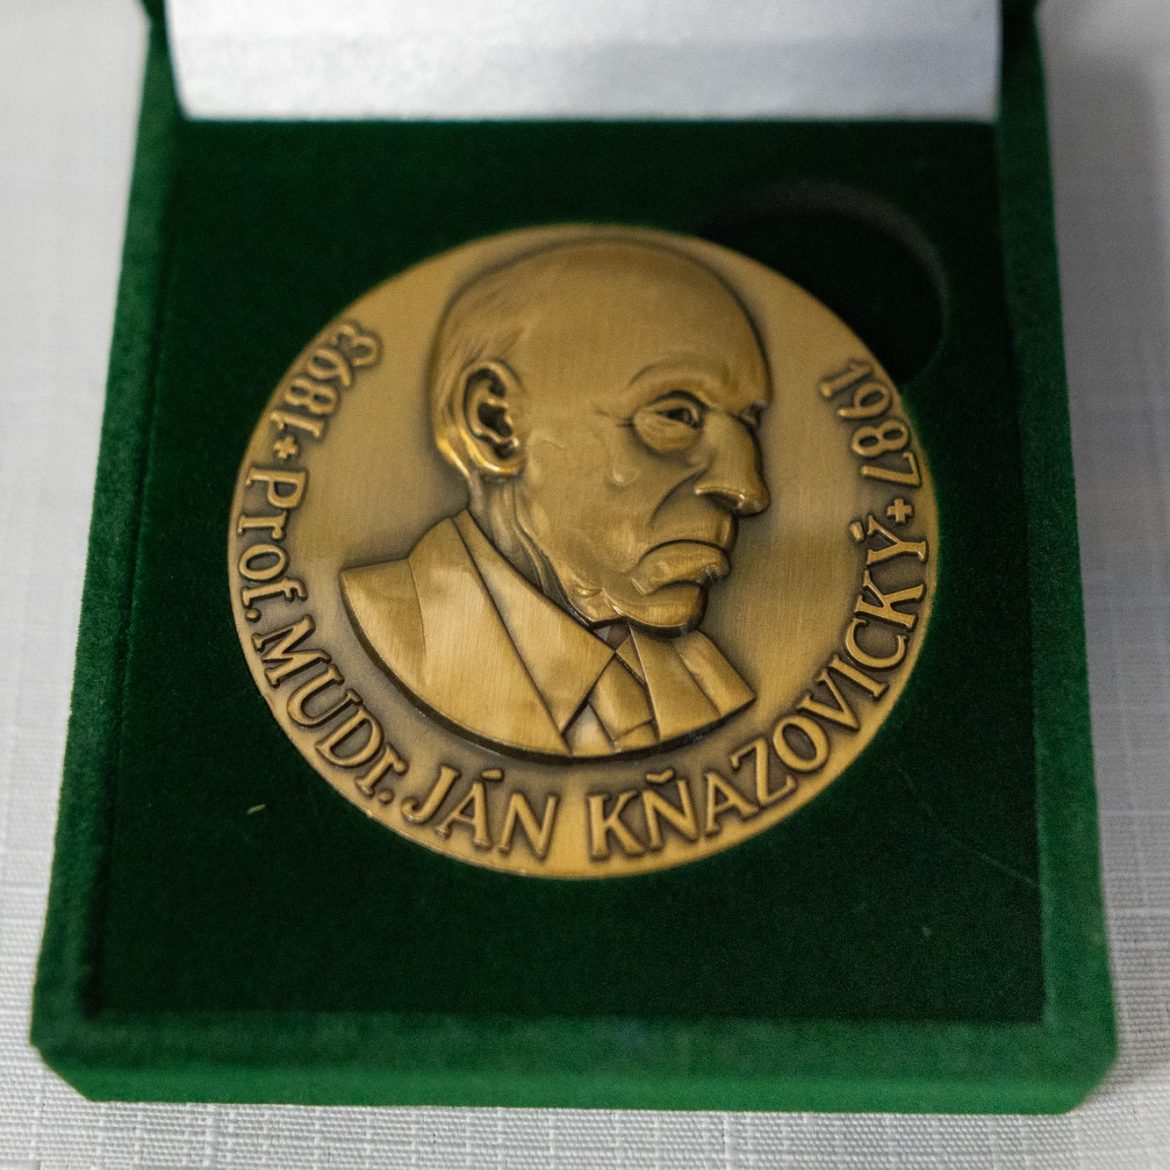 1893 * Prof. MUDr. JÁN KŇAZOVICKÝ + 1987